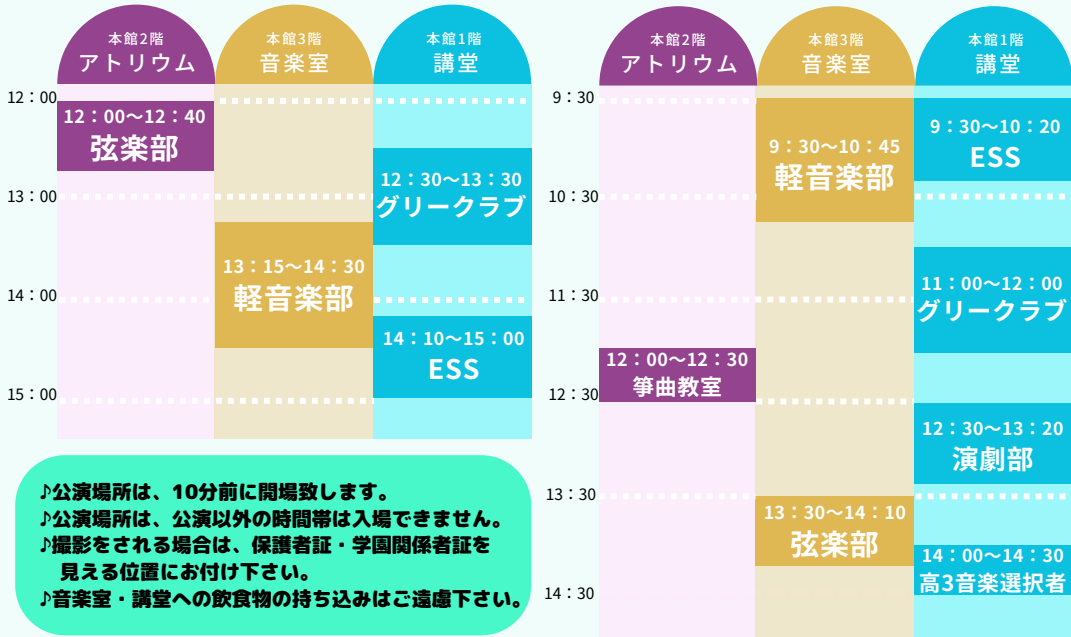 本館2階
アトリウム
本館3階
音楽室
本館1階
講堂
12：00
13：00
14：00
15：00
12：00～12：40
弦楽部
13：15～14：30
軽音楽部
12：30～13：30
グリークラブ
14：10～15：00
ESS
♪公演場所は、10分前に開場致します。
♪公演場所は、公演以外の時間帯は入場できません。
♪撮影をされる場合は、保護者証・学園関係者証を
見える位置にお付け下さい。
♪音楽室・講堂への飲食物の持ち込みはご遠慮下さい。
本館2階
アトリウム
本館3階
音楽室
本館1階
講堂
9：30
10：30
11：30
12：30
13：30
14：30
12：00～12：30
箏曲教室
9：30～10：45
軽音楽部
13：30～14：10
弦楽部
9：30～10：20
ESS
11：00～12：00
グリークラブ
12：30～13：20
演劇部
14：00～14：30
高3音楽選択者